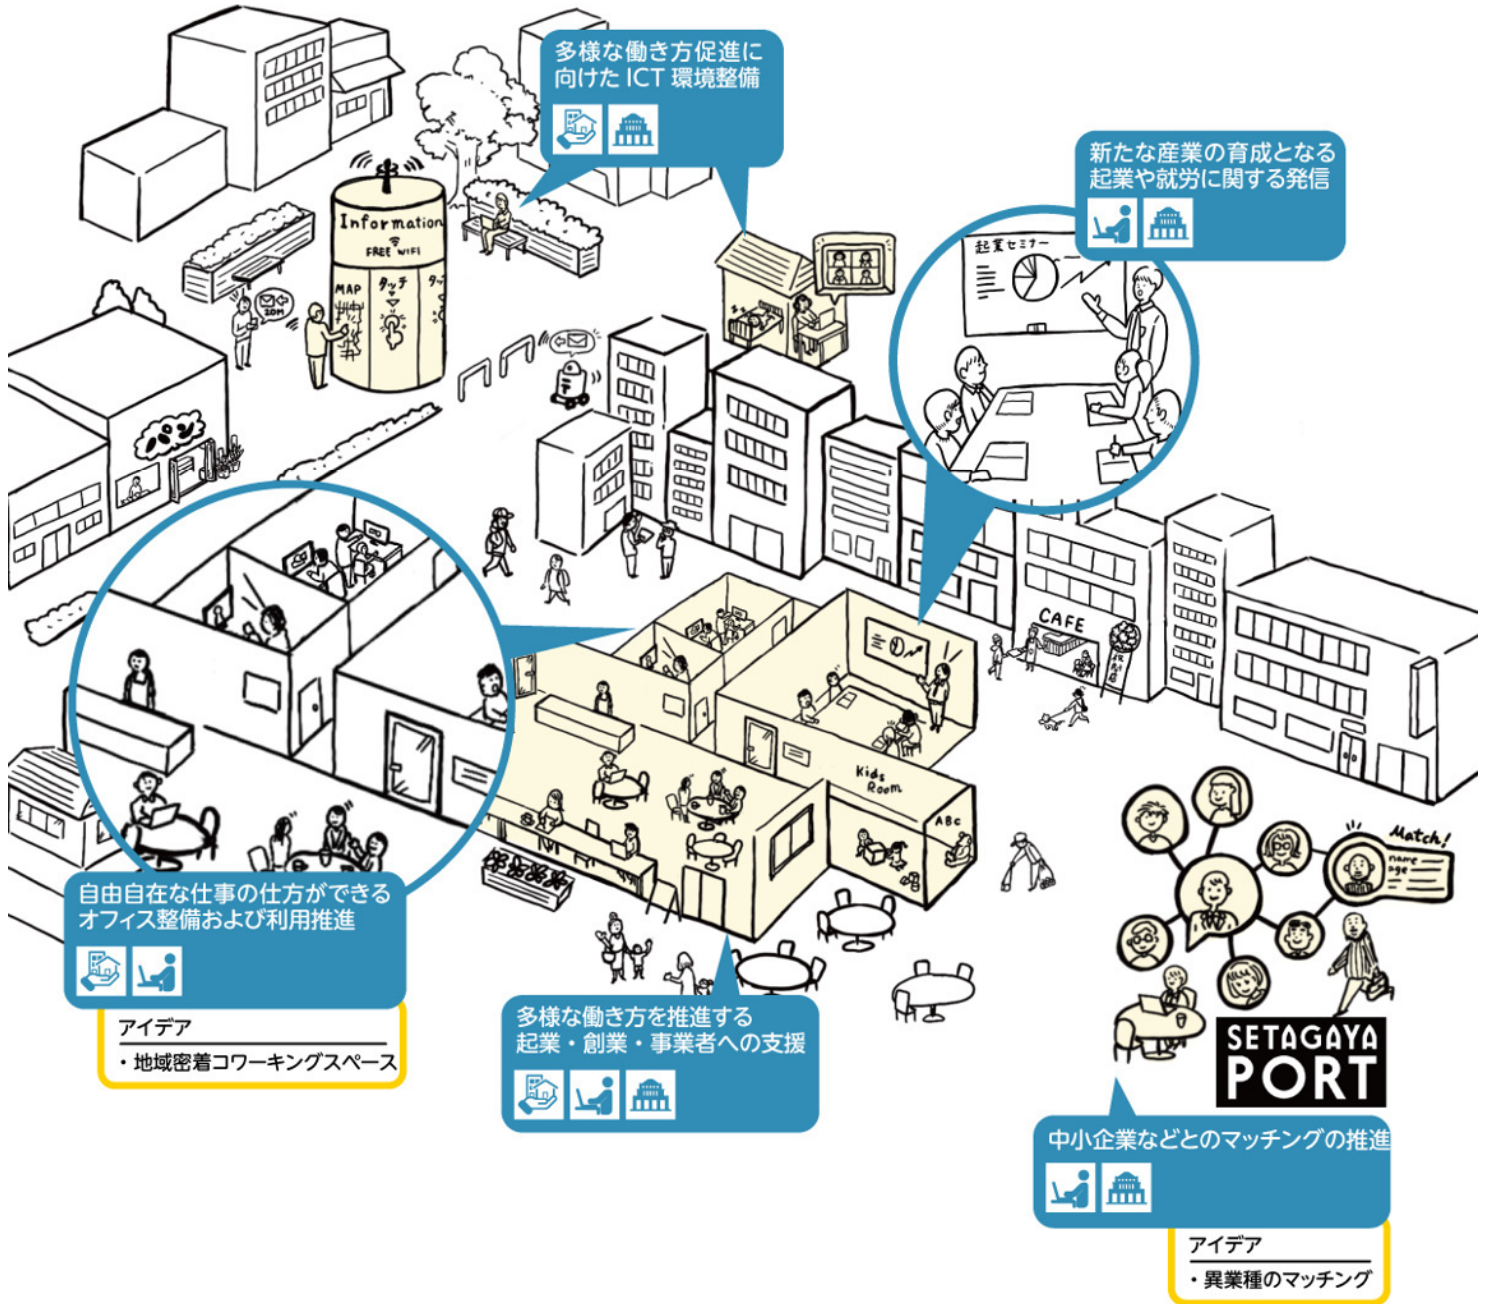 多様な働き方促進に
向けた ICT 環境整備
新たな産業の育成となる
起業や就労に関する発信
Information
FREE WiFi
MAP
タッチ
タッ
20M
起業セミナー
パン
CAFE
Kids
Room
ABC
Match!
name
age
自由自在な仕事の仕方ができる
オフィス整備および利用推進
アイデア
・地域密着コワーキングスペース
多様な働き方を推進する
起業・創業・事業者への支援
SETAGAYA
PORT
中小企業などとのマッチングの推進
アイデア
・異業種のマッチング